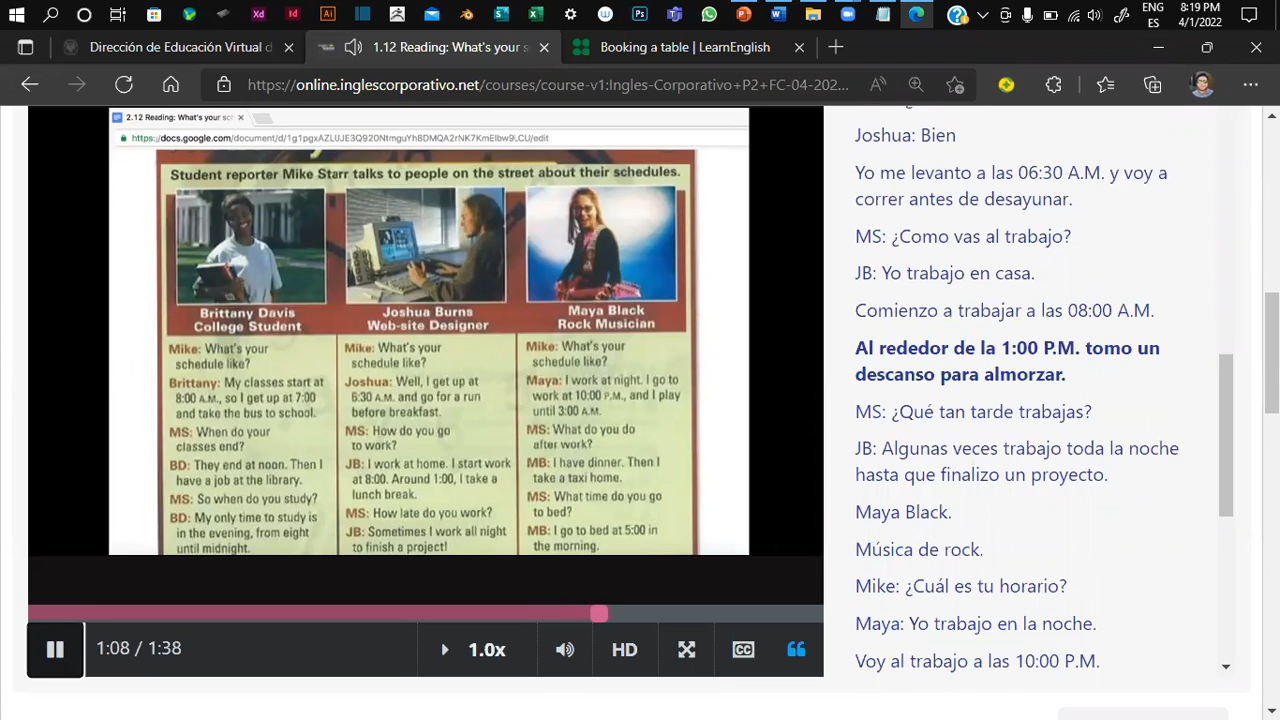 ENG
ES
8:19 PM
4/1/2022
Dirección de Educación Virtual d
1.12 Reading: What's your s
Booking a table | LearnEnglish
https://online.inglescorporativo.net/courses/course-v1:Ingles-Corporativo+P2+FC-04-202...
2.12 Reading: What's your sc
Student reporter Mike Starr talks to people on the street about their schedules.
Brittany Davis
College Student
Mike: What's your
schedule like?
Brittany: My classes start at
8:00 A.M., so I get up at 7:00
and take the bus to school.
MS: When do your
classes end?
BD: They end at noon. Then I
have a job at the library.
MS: So when do you study?
BD: My only time to study is
in the evening, from eight
until midnight.
Joshua Burns
Web-site Designer
Mike: What's your
schedule like?
Joshua: Well, I get up at
6:30 A.M. and go for a run
before breakfast.
MS: How do you go
to work?
JB: I work at home. I start work
at 8:00. Around 1:00, I take a
lunch break.
MS: How late do you work?
JB: Sometimes I work all night
to finish a project!
Maya Black
Rock Musician
Mike: What's your
schedule like?
Maya: I work at night. I go to
work at 10:00 P.M., and I play
until 3:00 A.M.
MS: What do you do
after work?
MB: I have dinner. Then I
take a taxi home.
MS: What time do you go
to bed?
MB: I go to bed at 5:00 in
the morning.
1:08 / 1:38
1.0x
HD
CC
Joshua: Bien
Yo me levanto a las 06:30 A.M. y voy a
correr antes de desayunar.
MS: ¿Como vas al trabajo?
JB: Yo trabajo en casa.
Comienzo a trabajar a las 08:00 A.M.
Al rededor de la 1:00 P.M. tomo un
descanso para almorzar.
MS: ¿Qué tan tarde trabajas?
JB: Algunas veces trabajo toda la noche
hasta que finalizo un proyecto.
Maya Black.
Música de rock.
Mike: ¿Cuál es tu horario?
Maya: Yo trabajo en la noche.
Voy al trabajo a las 10:00 P.M.